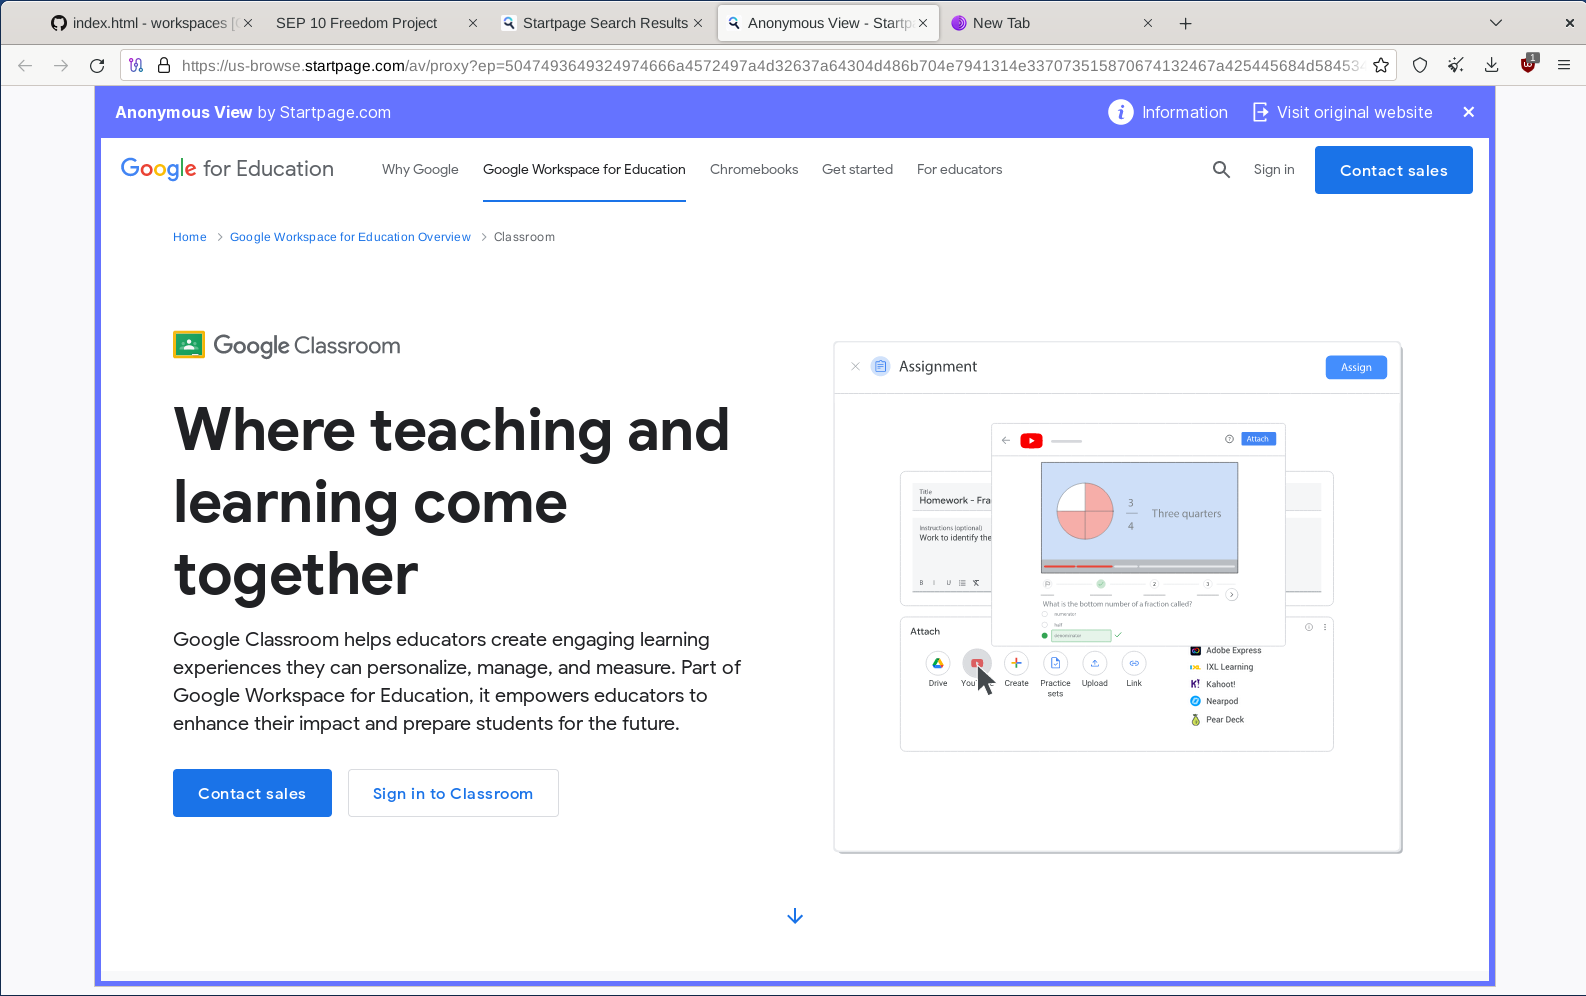 index.html - workspaces [
SEP 10 Freedom Project
Startpage Search Results
Anonymous View - Startp
New Tab
https://us-browse.startpage.com/av/proxy?ep=5047493649324974666a4572497a4d32637a64304d486b704e7941314e337073515870674132467a425445684d58453
1
Anonymous View by Startpage.com
Information
Visit original website
Google for Education
Why Google
Google Workspace for Education
Chromebooks
Get started
For educators
Sign in
Contact sales
Home
Google Workspace for Education Overview
Classroom
Google Classroom
Where teaching and
learning come
together
Google Classroom helps educators create engaging learning
experiences they can personalize, manage, and measure. Part of
Google Workspace for Education, it empowers educators to
enhance their impact and prepare students for the future.
Contact sales
Sign in to Classroom
Assignment
Assign
Attach
Title
Homework - Fra
Instructions (optional)
Work to identify the
B I U
3
4
Three quarters
2
3
What is the bottom number of a fraction called?
numerator
half
denominator
Attach
Drive
Create
Practice
sets
Upload
Link
Adobe Express
IXL Learning
Kahoot!
Nearpod
Pear Deck